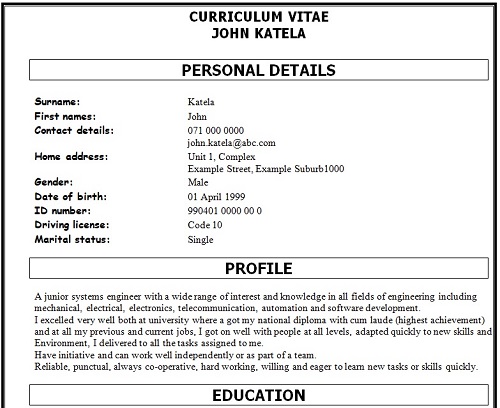 CURRICULUM VITAE
JOHN KATELA
PERSONAL DETAILS
Surname: Katela
First names: John
Contact details: 071 000 0000
john.katela@abc.com
Home address: Unit 1, Complex
Example Street, Example Suburb1000
Gender: Male
Date of birth: 01 April 1999
ID number: 990401 0000 00 0
Driving license: Code 10
Marital status: Single
PROFILE
A junior systems engineer with a wide range of interest and knowledge in all fields of engineering including
mechanical, electrical, electronics, telecommunication, automation and software development.
I excelled very well both at university where a got my national diploma with cum laude (highest achievement)
and at all my previous and current jobs, I got on well with people at all levels, adapted quickly to new skills and
Environment, I delivered to all the tasks assigned to me.
Have initiative and can work well independently or as part of a team.
Reliable, punctual, always co-operative, hard working, willing and eager to learn new tasks or skills quickly.
EDUCATION